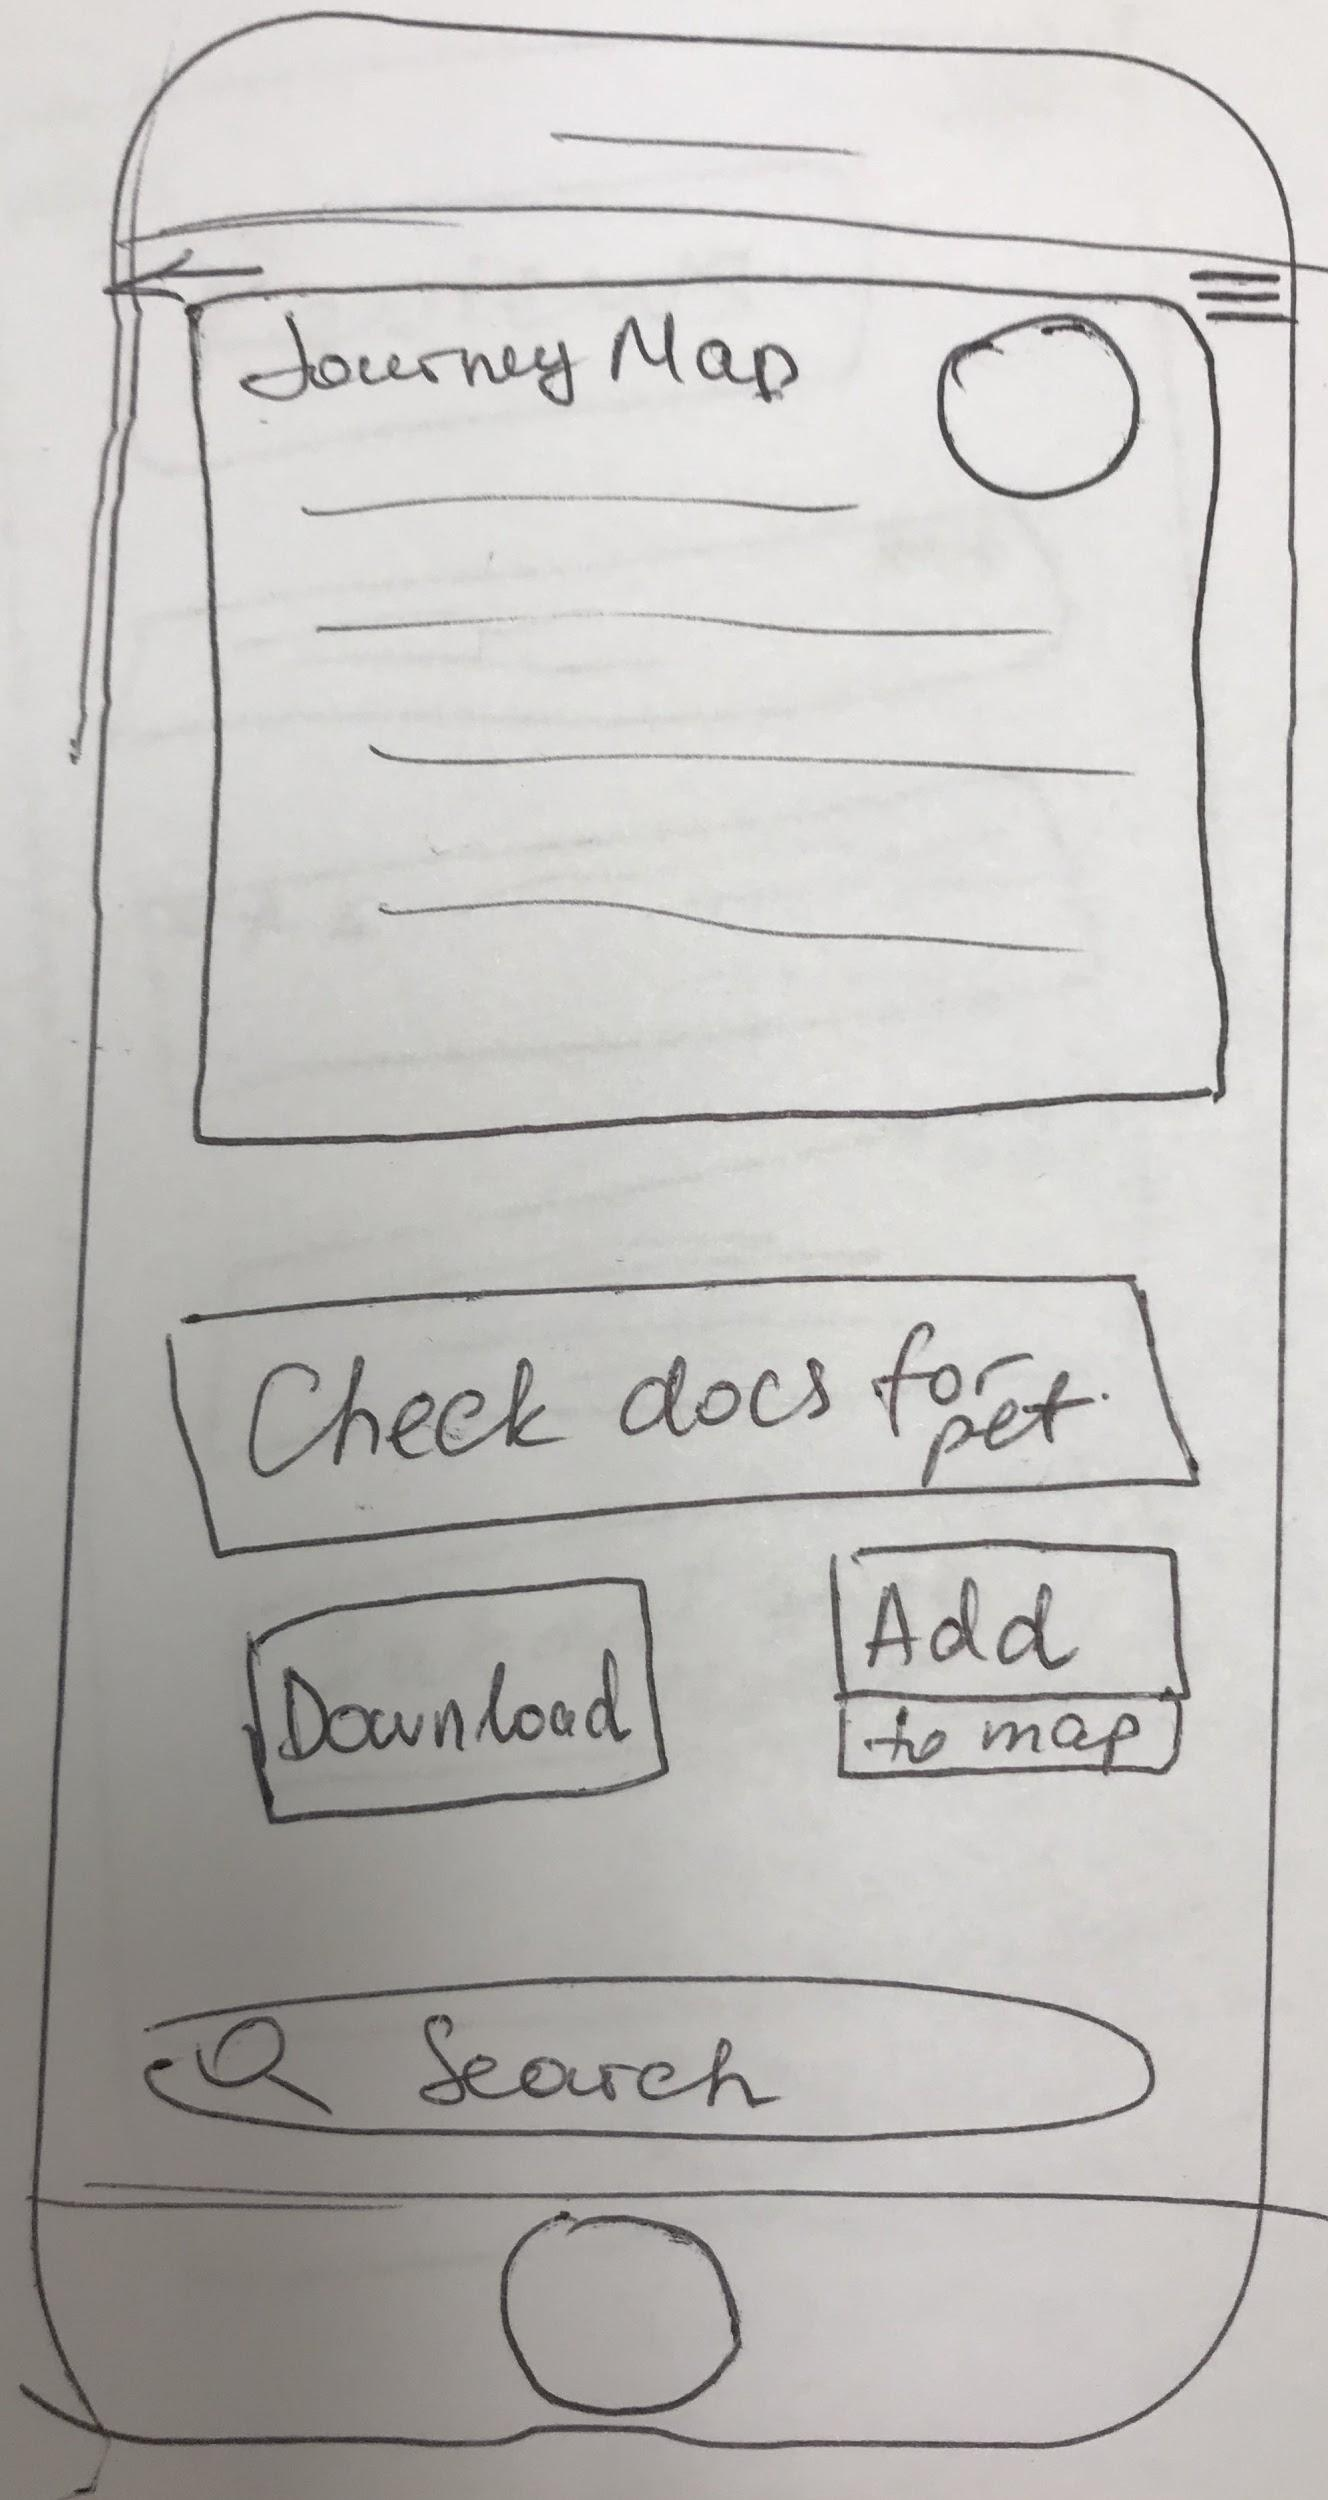 Journey Map
Check docs for
pet.
Download
Add
to map
Search